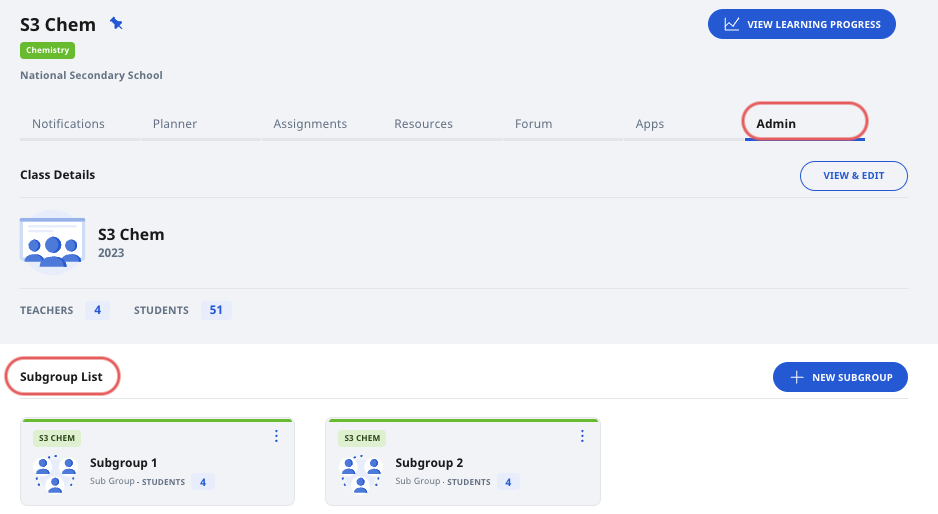 S3 Chem
VIEW LEARNING PROGRESS
Chemistry
National Secondary School
Notifications Planner Assignments Resources Forum Apps Admin
Class Details
VIEW & EDIT
S3 Chem
2023
TEACHERS 4 STUDENTS 51
Subgroup List
NEW SUBGROUP
S3 CHEM
Subgroup 1
Sub Group · STUDENTS 4
S3 CHEM
Subgroup 2
Sub Group · STUDENTS 4